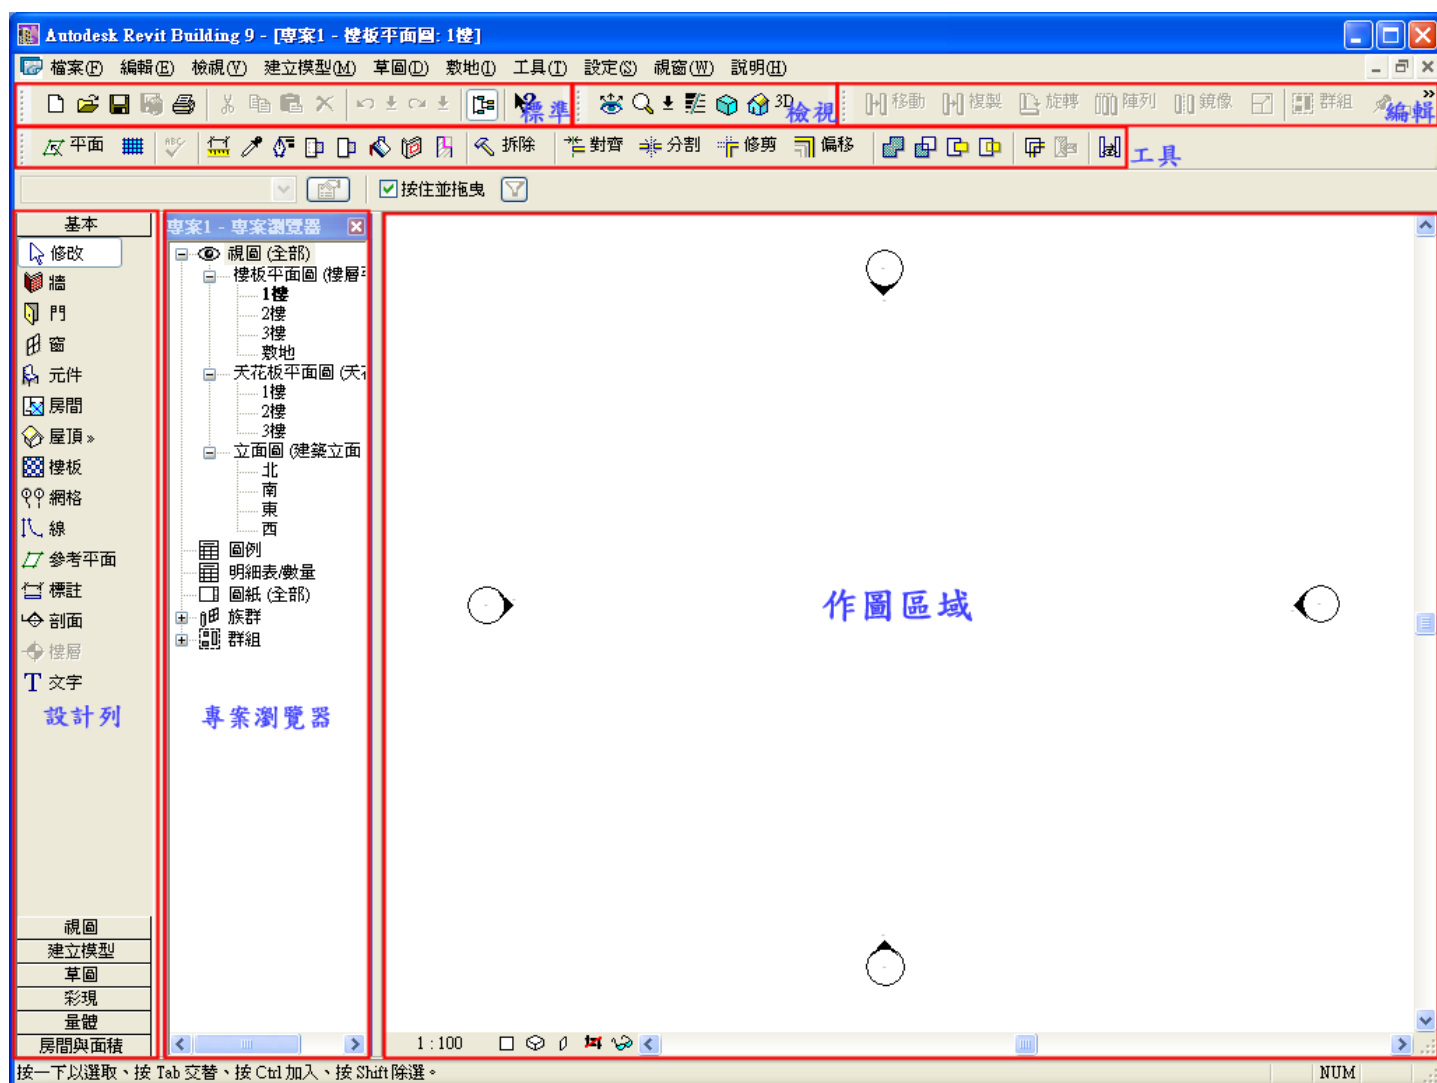 Autodesk Revit Building 9 - [專案1 - 樓板平面圖: 1樓]
檔案(F) 編輯(E) 檢視(V) 建立模型(M) 草圖(D) 敷地(I) 工具(T) 設定(S) 視窗(W) 說明(H)
標準 3D 檢視 移動 複製 旋轉 陣列 鏡像 群組 編輯
平面 ABC 拆除 對齊 分割 修剪 偏移 工具
按住並拖曳
基本
修改
牆
門
窗
元件
房間
屋頂 »
樓板
網格
線
參考平面
標註
剖面
樓層
文字
設計列
視圖
建立模型
草圖
彩現
量體
房間與面積
專案1 - 專案瀏覽器
視圖 (全部)
樓板平面圖 (樓層
1樓
2樓
3樓
敷地
天花板平面圖 (天
1樓
2樓
3樓
立面圖 (建築立面
北
南
東
西
圖例
明細表/數量
圖紙 (全部)
族群
群組
專案瀏覽器
作圖區域
1 : 100
按一下以選取、按 Tab 交替、按 Ctrl 加入、按 Shift 除選。
NUM